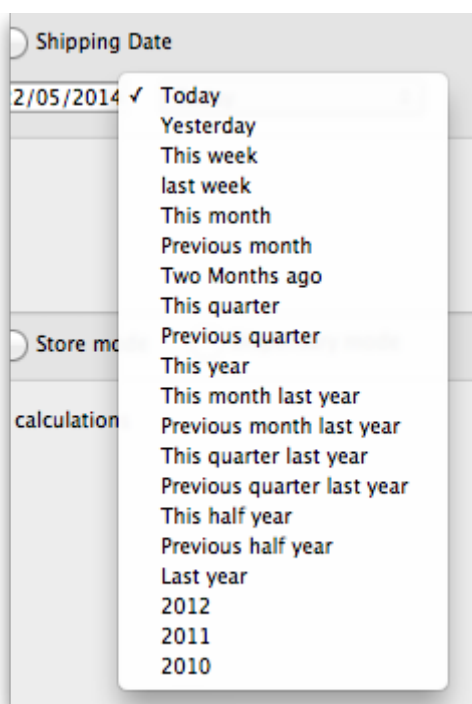 Shipping Date
2/05/2014 ✓ Today
Yesterday
This week
last week
This month
Previous month
Two Months ago
This quarter
Store mo
Previous quarter
This year
This month last year
calculation
Previous month last year
This quarter last year
Previous quarter last year
This half year
Previous half year
Last year
2012
2011
2010